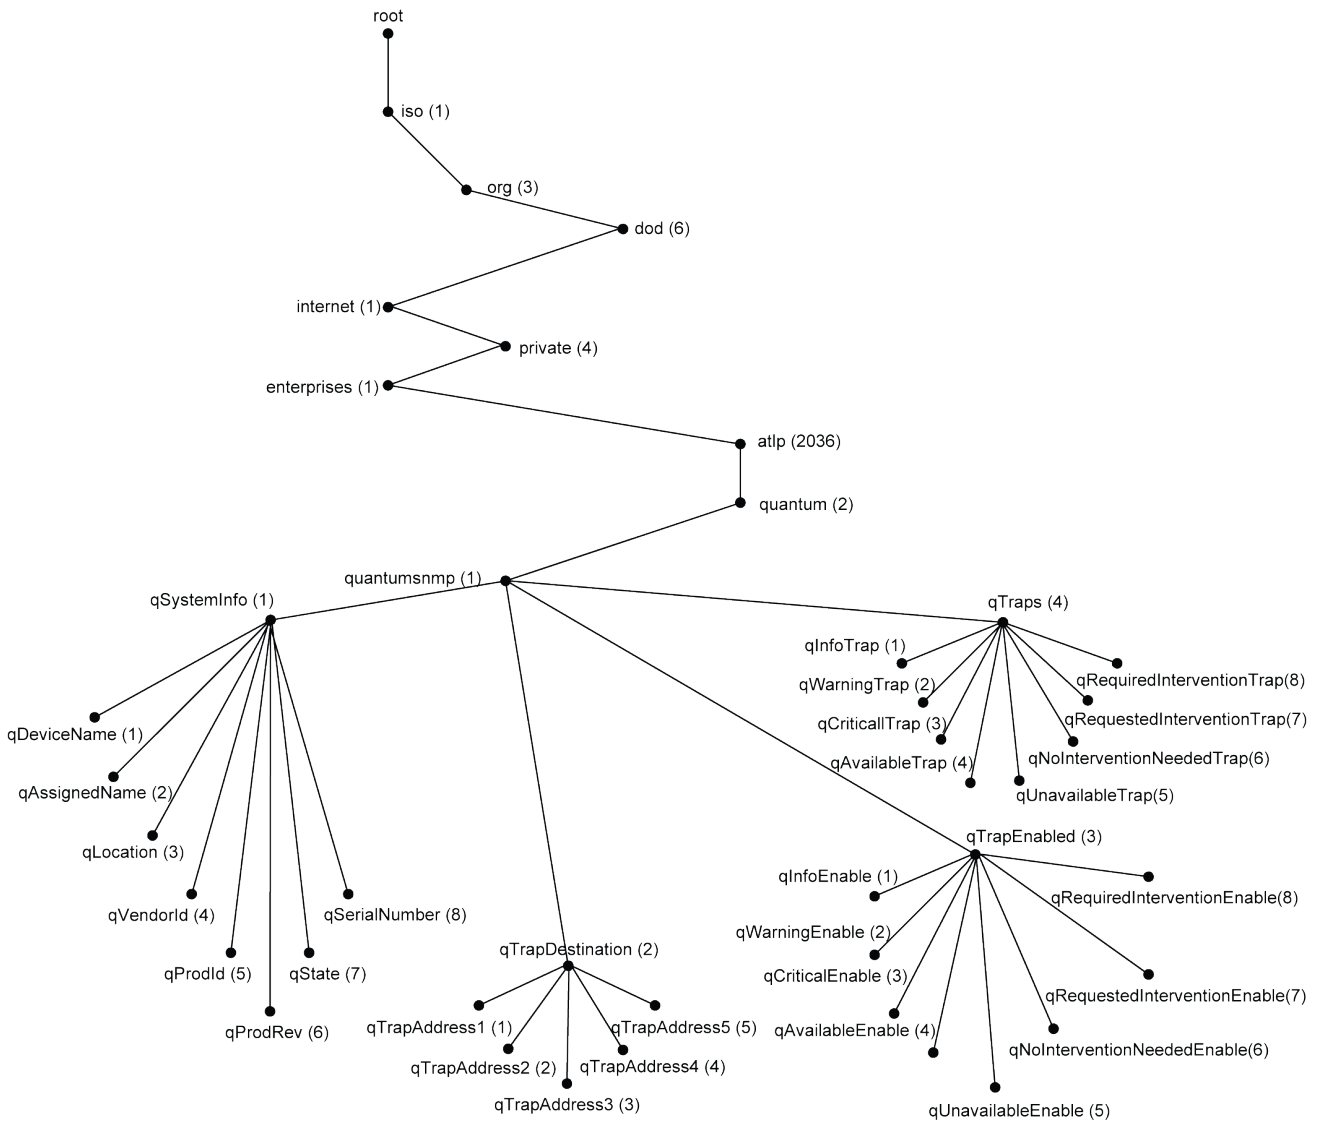 root
iso (1)
org (3)
dod (6)
internet (1)
private (4)
enterprises (1)
atlp (2036)
quantum (2)
quantumsnmp (1)
qSystemInfo (1)
qDeviceName (1)
qAssignedName (2)
qLocation (3)
qVendorId (4)
qProdId (5)
qProdRev (6)
qState (7)
qSerialNumber (8)
qTrapDestination (2)
qTrapAddress1 (1)
qTrapAddress2 (2)
qTrapAddress3 (3)
qTrapAddress4 (4)
qTrapAddress5 (5)
qTrapEnabled (3)
qInfoEnable (1)
qWarningEnable (2)
qCriticalEnable (3)
qAvailableEnable (4)
qUnavailableEnable (5)
qNoInterventionNeededEnable(6)
qRequestedInterventionEnable(7)
qRequiredInterventionEnable(8)
qTraps (4)
qInfoTrap (1)
qWarningTrap (2)
qCriticallTrap (3)
qAvailableTrap (4)
qUnavailableTrap(5)
qNoInterventionNeededTrap(6)
qRequestedInterventionTrap(7)
qRequiredInterventionTrap(8)